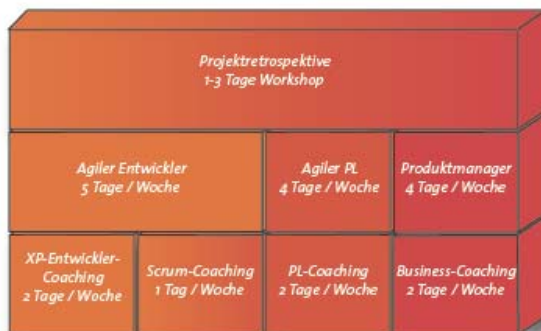 Projektretrospektive
1-3 Tage Workshop
Agiler Entwickler
5 Tage / Woche
Agiler PL
4 Tage / Woche
Produktmanager
4 Tage / Woche
XP-Entwickler-
Coaching
2 Tage / Woche
Scrum-Coaching
1 Tag / Woche
PL-Coaching
2 Tage / Woche
Business-Coaching
2 Tage / Woche